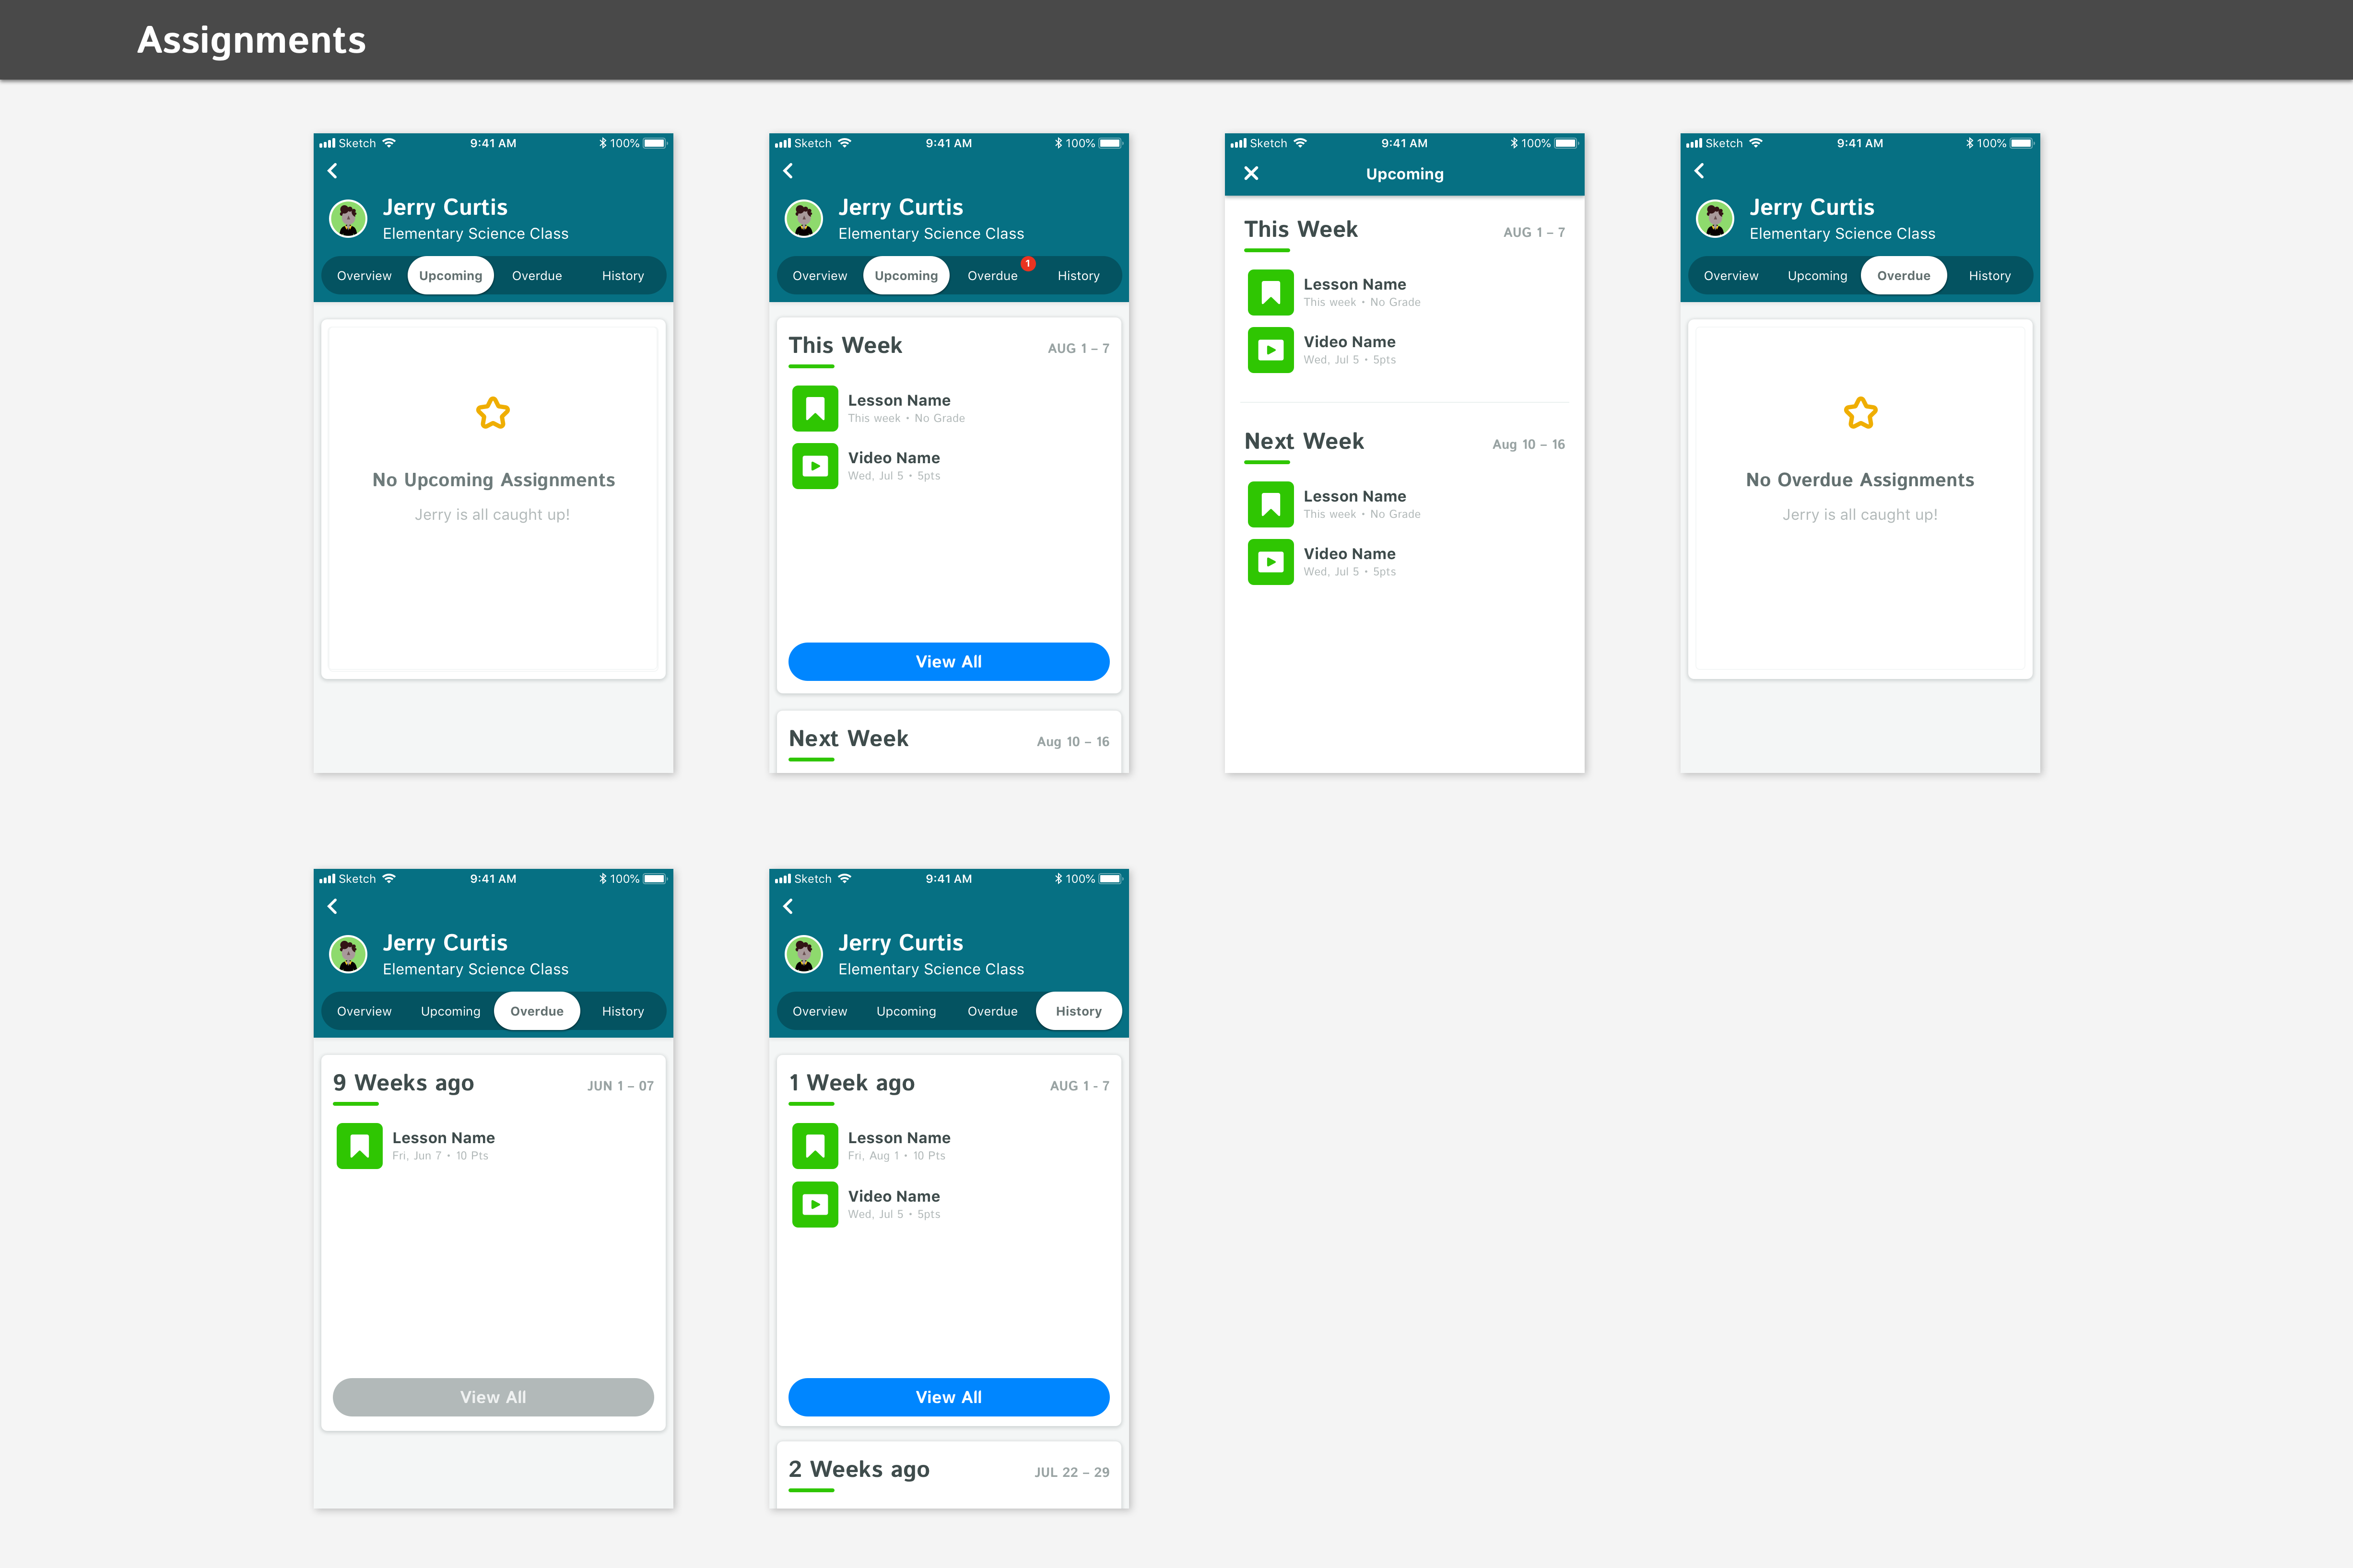 Assignments
Sketch 9:41 AM 100%
Jerry Curtis
Elementary Science Class
Overview Upcoming Overdue History
No Upcoming Assignments
Jerry is all caught up!
Sketch 9:41 AM 100%
Jerry Curtis
Elementary Science Class
Overview Upcoming Overdue 1 History
This Week AUG 1 – 7
Lesson Name
This week • No Grade
Video Name
Wed, Jul 5 • 5pts
View All
Next Week Aug 10 – 16
Sketch 9:41 AM 100%
Upcoming
This Week AUG 1 – 7
Lesson Name
This week • No Grade
Video Name
Wed, Jul 5 • 5pts
Next Week Aug 10 – 16
Lesson Name
This week • No Grade
Video Name
Wed, Jul 5 • 5pts
Sketch 9:41 AM 100%
Jerry Curtis
Elementary Science Class
Overview Upcoming Overdue History
No Overdue Assignments
Jerry is all caught up!
Sketch 9:41 AM 100%
Jerry Curtis
Elementary Science Class
Overview Upcoming Overdue History
9 Weeks ago JUN 1 – 07
Lesson Name
Fri, Jun 7 • 10 Pts
View All
Sketch 9:41 AM 100%
Jerry Curtis
Elementary Science Class
Overview Upcoming Overdue History
1 Week ago AUG 1 - 7
Lesson Name
Fri, Aug 1 • 10 Pts
Video Name
Wed, Jul 5 • 5pts
View All
2 Weeks ago JUL 22 – 29